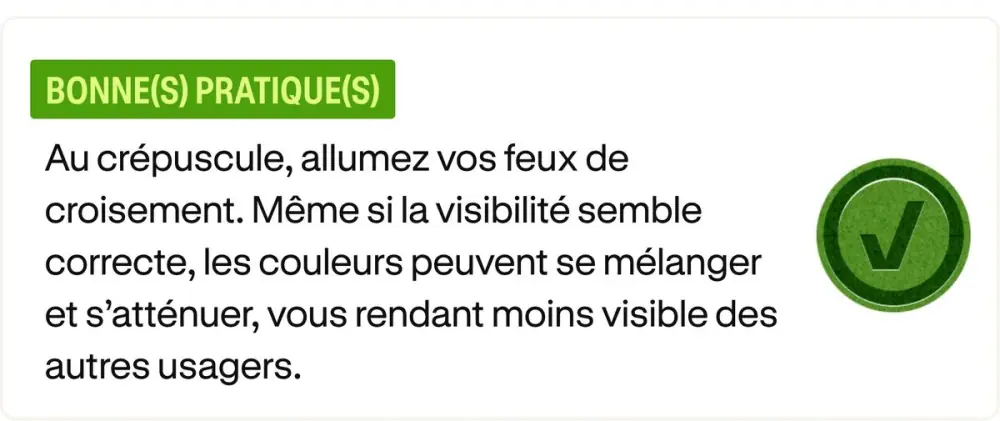 BONNE(S) PRATIQUE(S)
Au crépuscule, allumez vos feux de
croisement. Même si la visibilité semble
correcte, les couleurs peuvent se mélanger
et s’atténuer, vous rendant moins visible des
autres usagers.